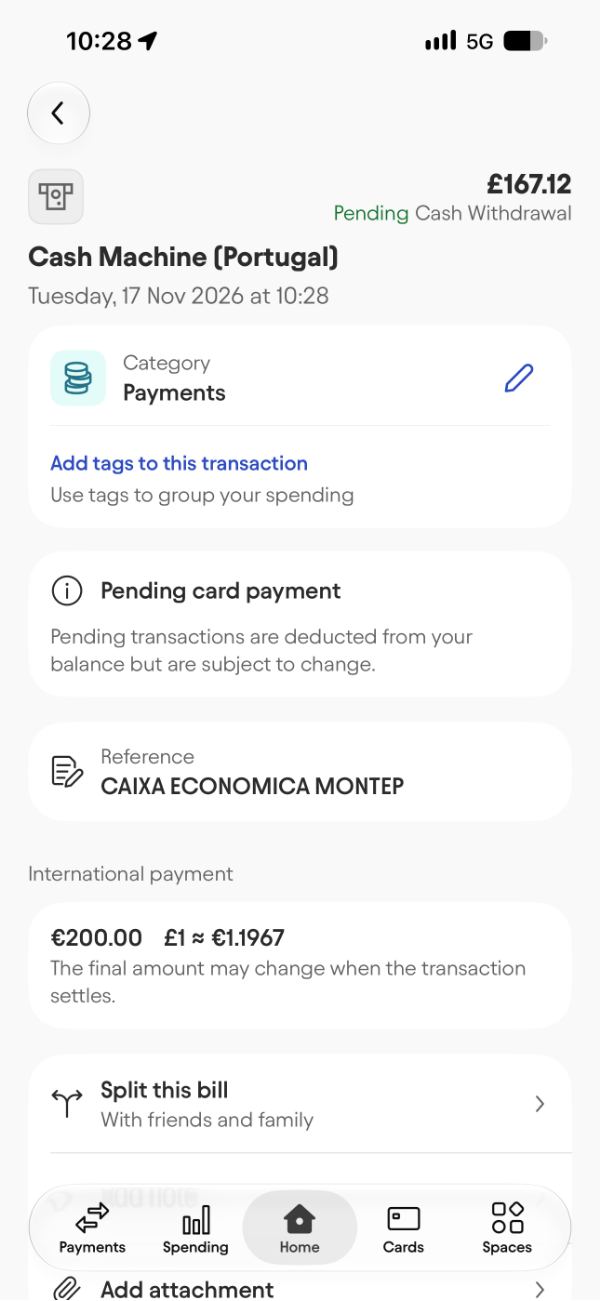 10:28
5G
£167.12
Pending Cash Withdrawal
Cash Machine (Portugal)
Tuesday, 17 Nov 2026 at 10:28
Category
Payments
Add tags to this transaction
Use tags to group your spending
Pending card payment
Pending transactions are deducted from your
balance but are subject to change.
Reference
CAIXA ECONOMICA MONTEP
International payment
€200.00 £1 ≈ €1.1967
The final amount may change when the transaction
settles.
Split this bill
With friends and family
Add note
Payments
Spending
Home
Cards
Spaces
Add attachment